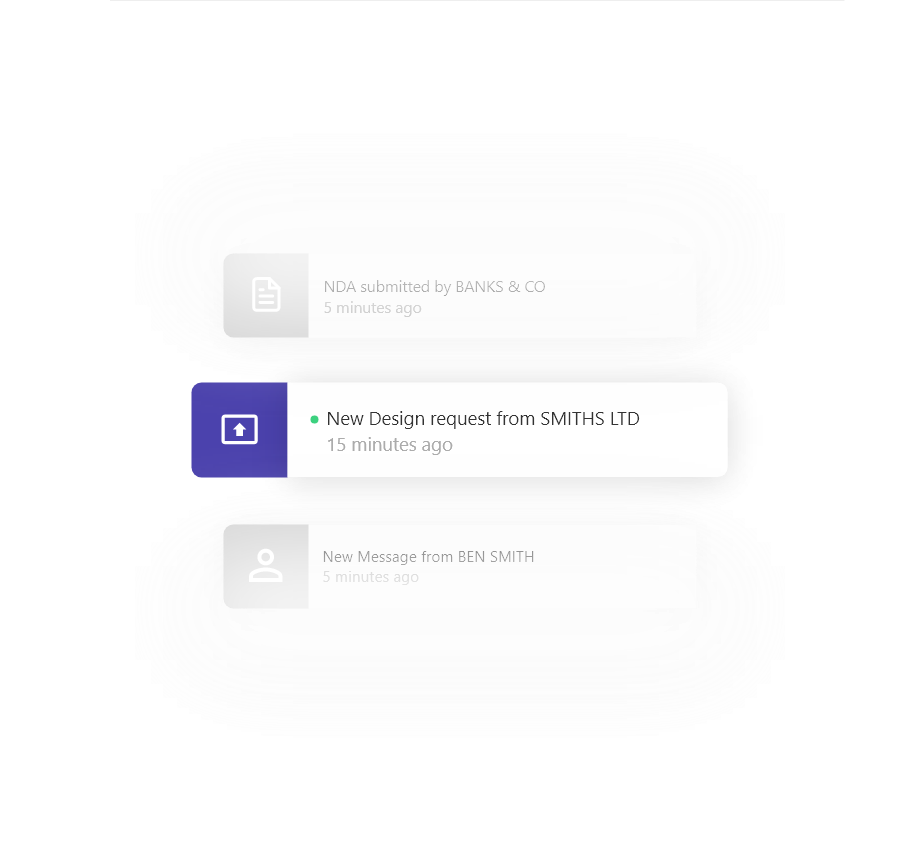 NDA submitted by BANKS & CO
5 minutes ago
New Design request from SMITHS LTD
15 minutes ago
New Message from BEN SMITH
5 minutes ago